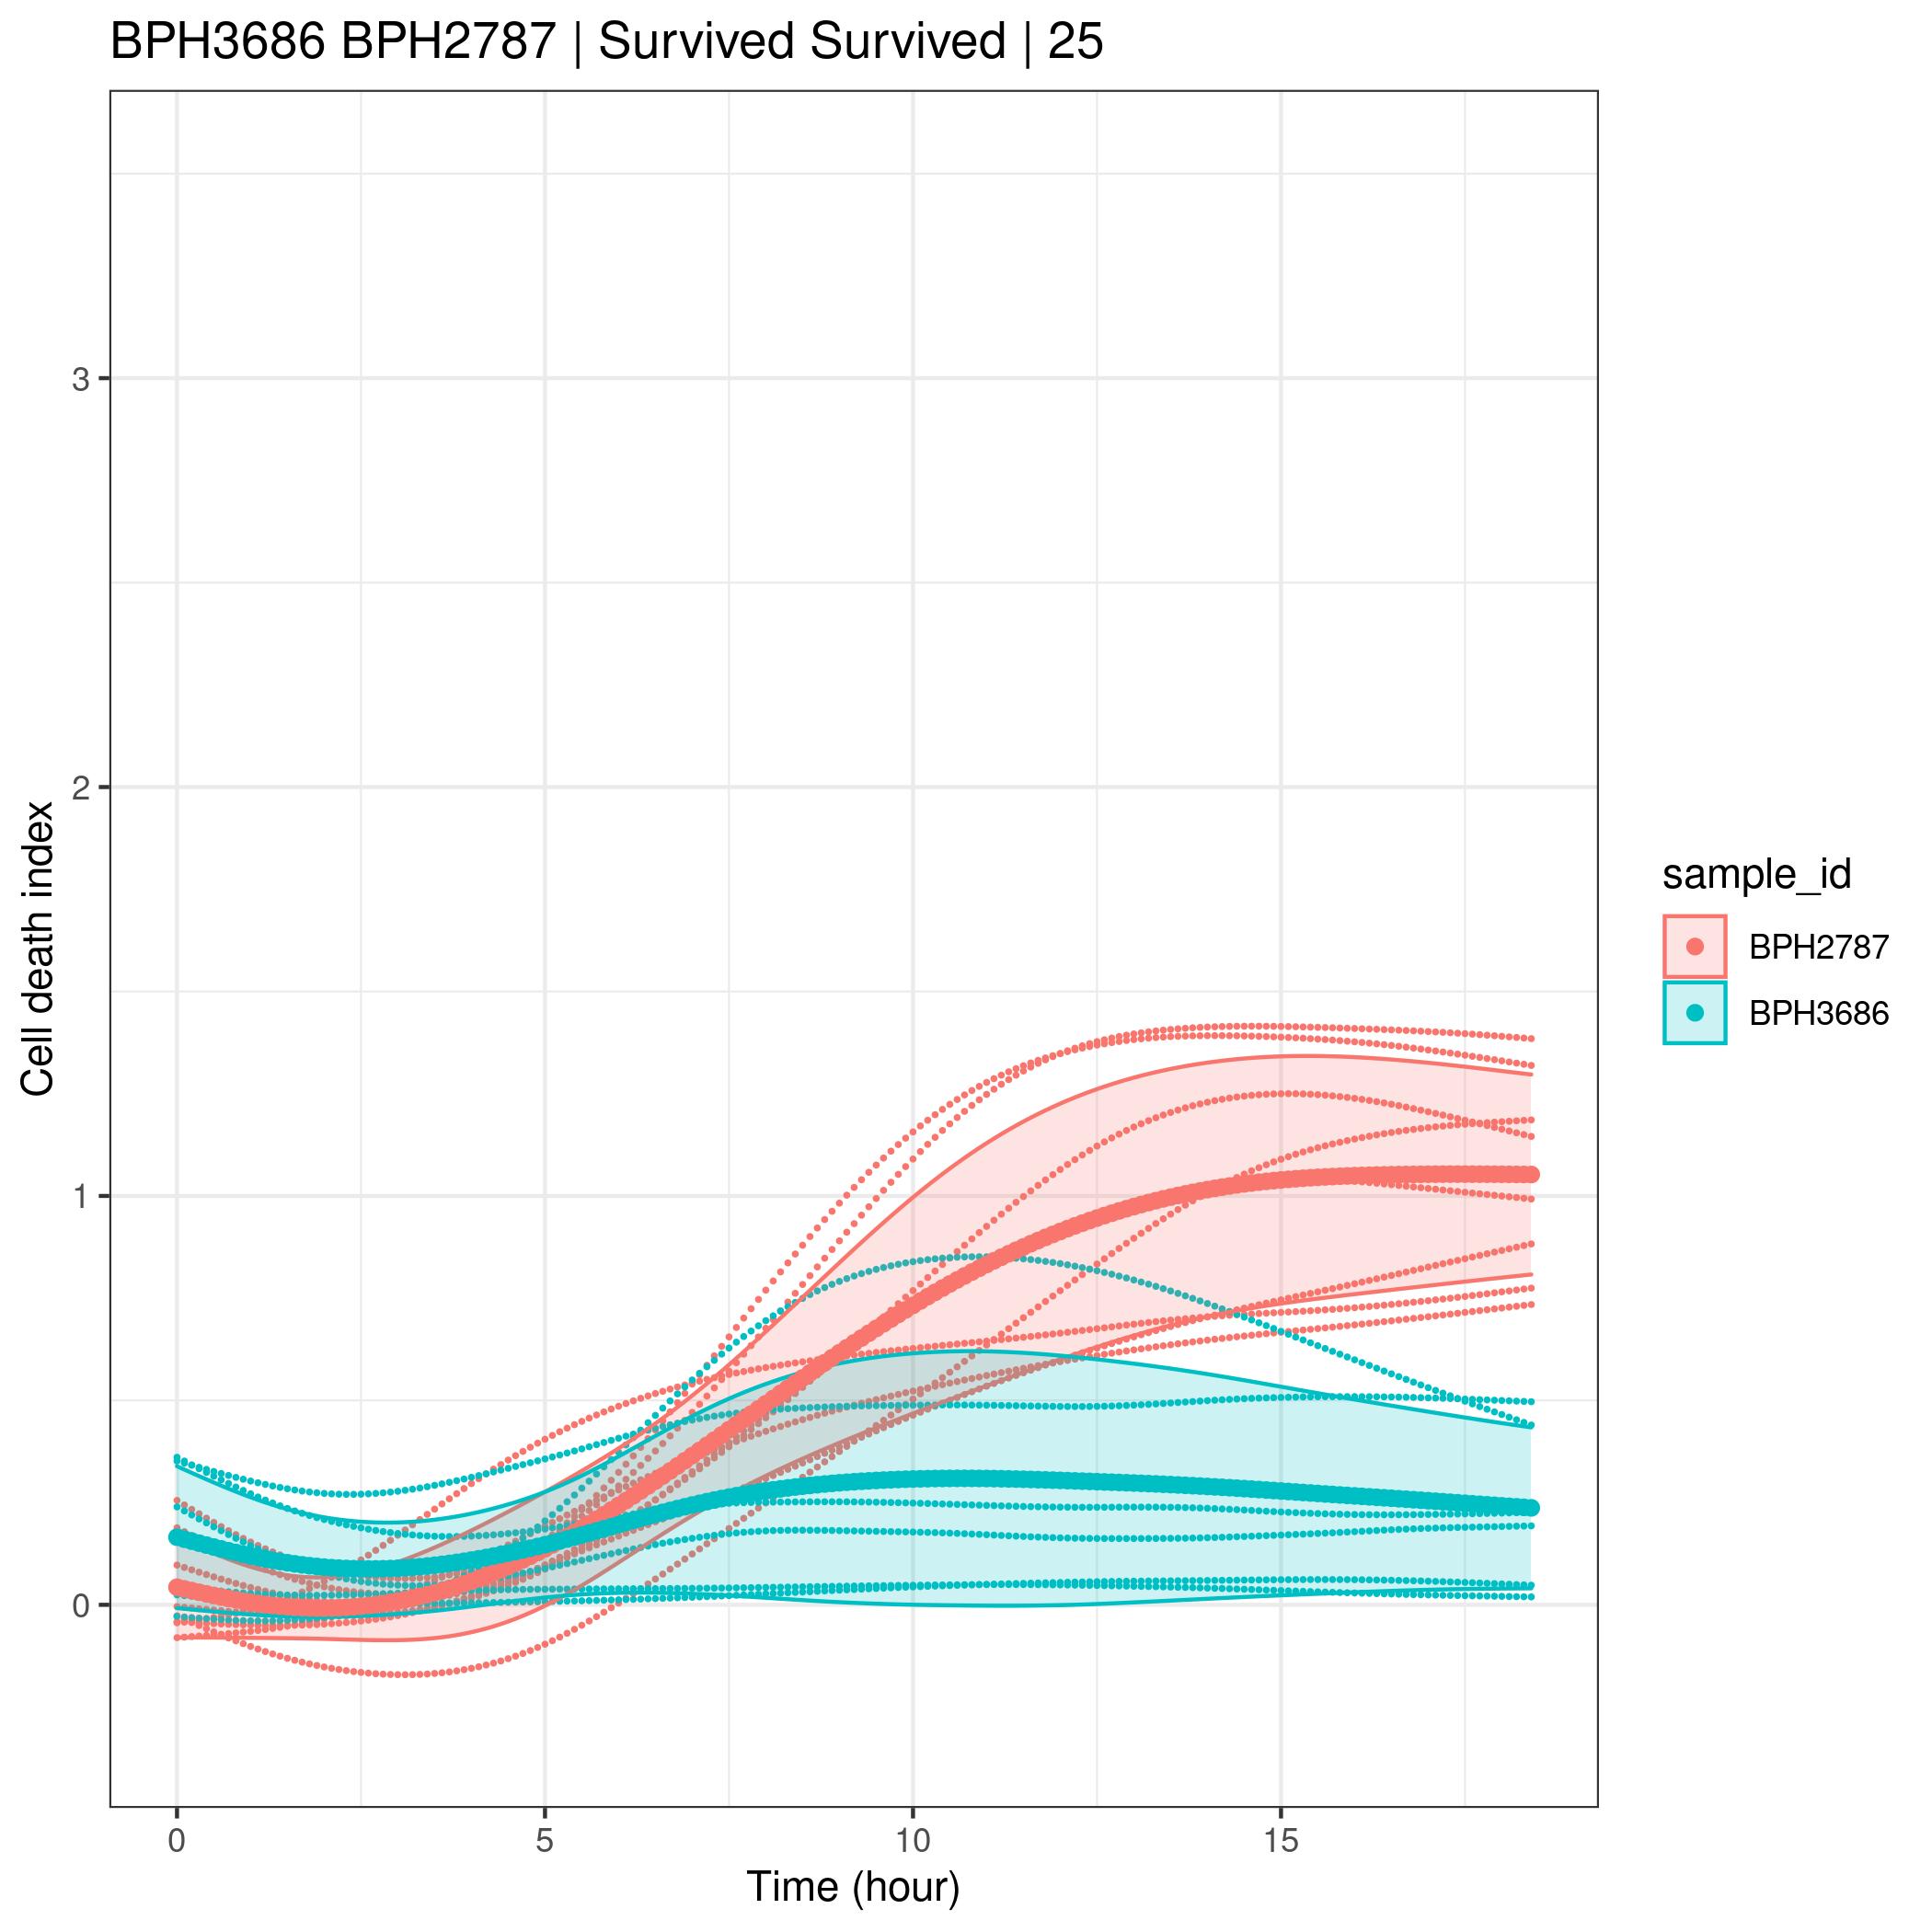 BPH3686 BPH2787 | Survived Survived | 25
3
2
1
0
Cell death index
0 5 10 15
Time (hour)
sample_id
BPH2787
BPH3686